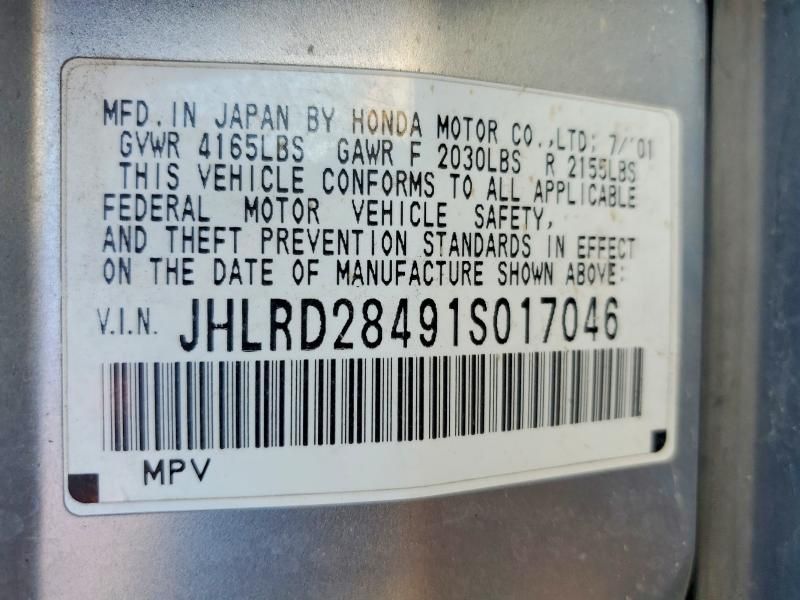 MFD. IN JAPAN BY HONDA MOTOR CO., LTD; 7/'01
GVWR 4165LBS GAWR F 2030LBS R 2155LBS
THIS VEHICLE CONFORMS TO ALL APPLICABLE
FEDERAL MOTOR VEHICLE SAFETY,
AND THEFT PREVENTION STANDARDS IN EFFECT
ON THE DATE OF MANUFACTURE SHOWN ABOVE:
V.I.N. JHLRD28491S017046
MPV